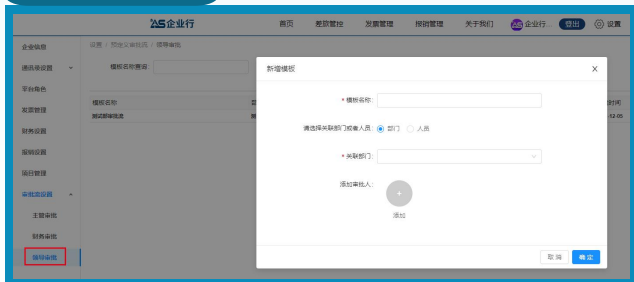 企业行
首页 差旅管控 发票管理 报销管理 关于我们 企业行... 登出 设置
企业信息
设置 / 预定义审批流 / 领导审批
通讯录设置
模板名称查询:
新增模板
平台角色
模板名称
时间
* 模板名称:
发票管理
测试部审批流
-12-05
请选择关联部门或者人员: 部门 人员
财务设置
报销设置
* 关联部门:
项目管理
添加审批人:
审批流设置
添加
主管审批
财务审批
领导审批
取消 确定